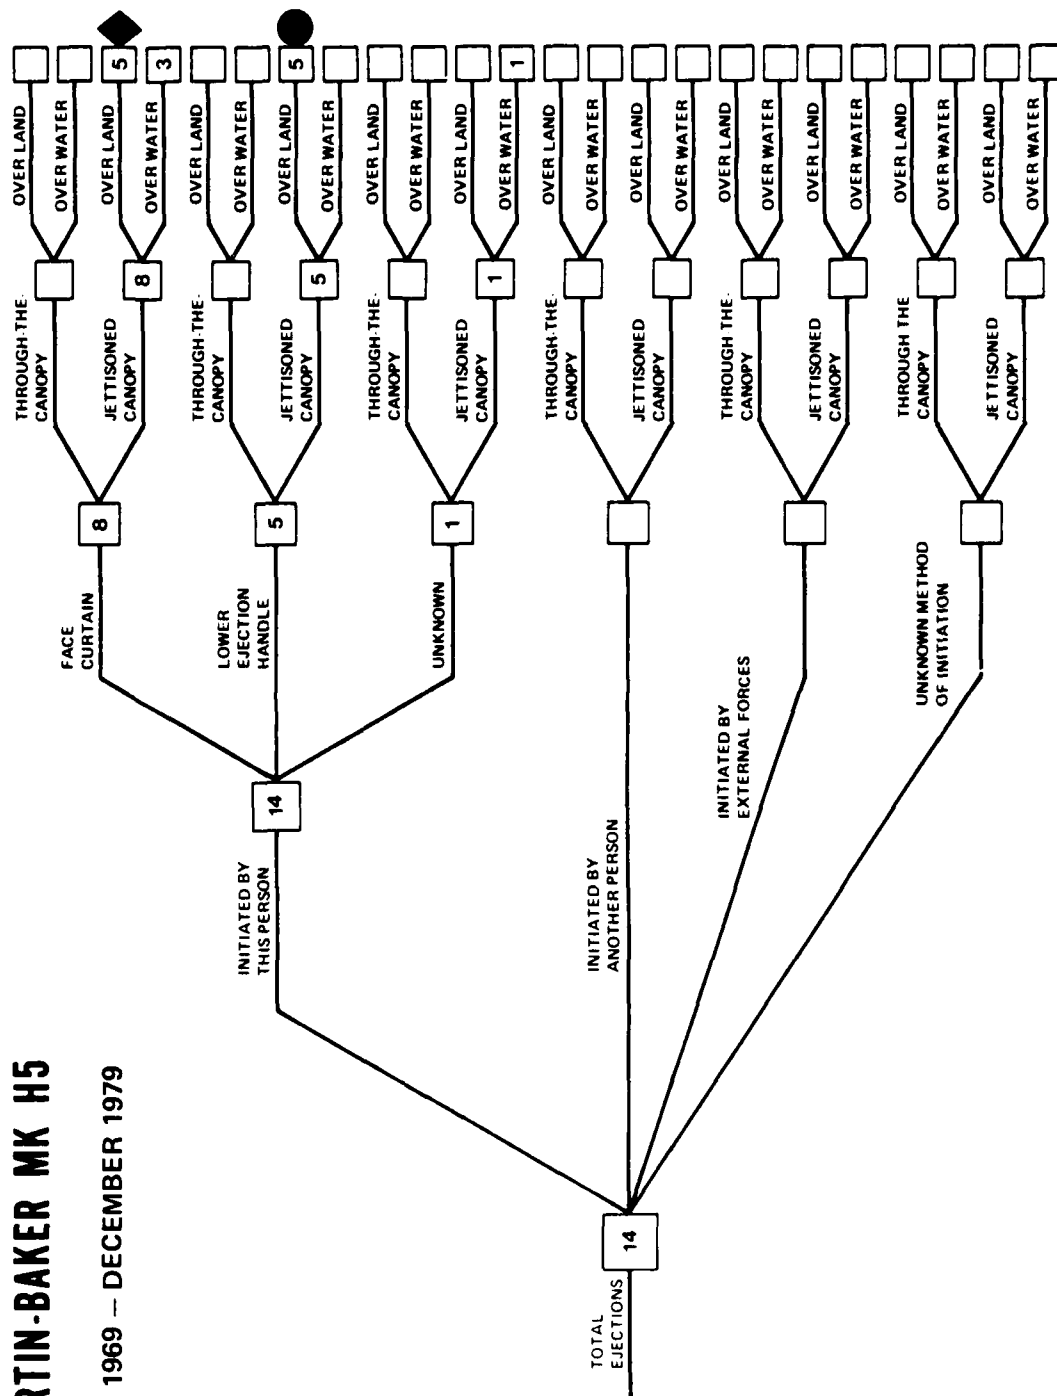 RTIN-BAKER MK H5
1969 – DECEMBER 1979
TOTAL
EJECTIONS
14
INITIATED BY
THIS PERSON
14
FACE
CURTAIN
8
THROUGH-THE-
CANOPY
OVER LAND
OVER WATER
JETTISONED
CANOPY
8
OVER LAND
5
OVER WATER
3
LOWER
EJECTION
HANDLE
5
THROUGH-THE-
CANOPY
OVER LAND
OVER WATER
JETTISONED
CANOPY
5
OVER LAND
5
OVER WATER
UNKNOWN
1
THROUGH-THE-
CANOPY
OVER LAND
OVER WATER
JETTISONED
CANOPY
1
OVER LAND
OVER WATER
1
INITIATED BY
ANOTHER PERSON
THROUGH-THE-
CANOPY
OVER LAND
OVER WATER
JETTISONED
CANOPY
OVER LAND
OVER WATER
INITIATED BY
EXTERNAL FORCES
THROUGH THE-
CANOPY
OVER LAND
OVER WATER
JETTISONED
CANOPY
OVER LAND
OVER WATER
UNKNOWN METHOD
OF INITIATION
THROUGH THE
CANOPY
OVER LAND
OVER WATER
JETTISONED
CANOPY
OVER LAND
OVER WATER